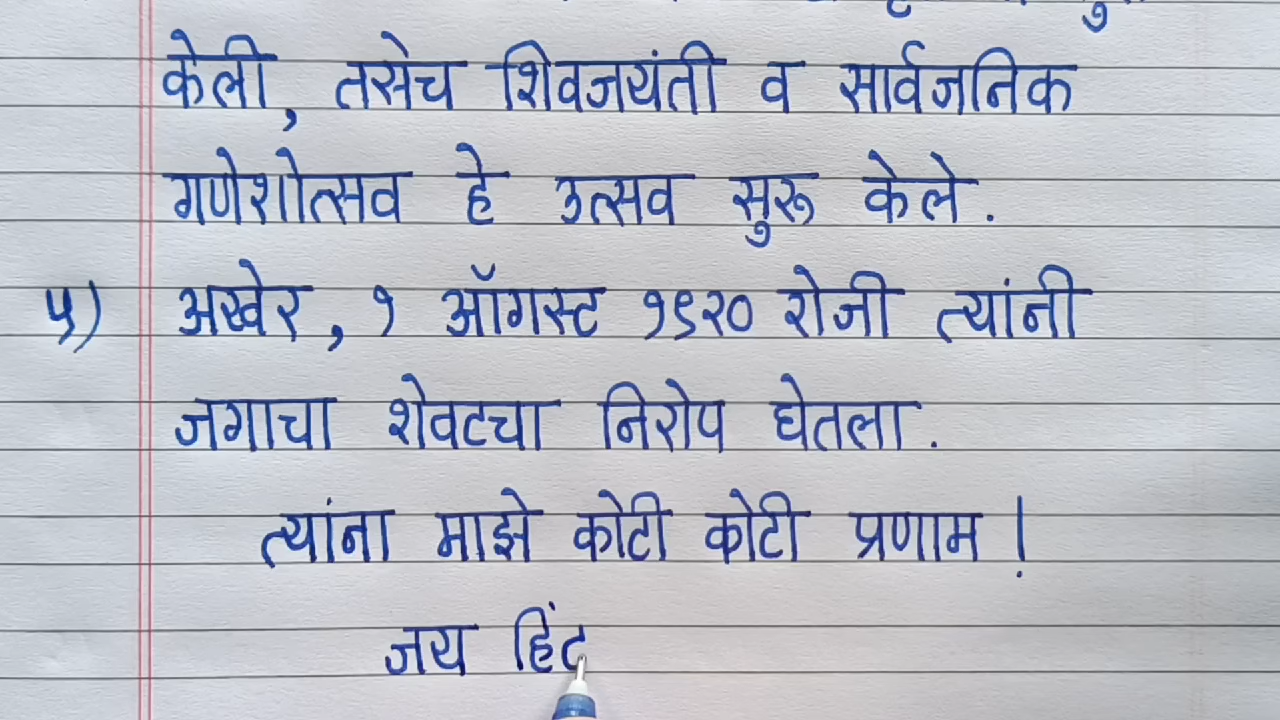 केली, तसेच शिवजयंती व सार्वजनिक
गणेशोत्सव हे उत्सव सुरू केले.
५) अखेर, १ ऑगस्ट १९२० रोजी त्यांनी
जगाचा शेवटचा निरोप घेतला.
त्यांना माझे कोटी कोटी प्रणाम!
जय हिंद